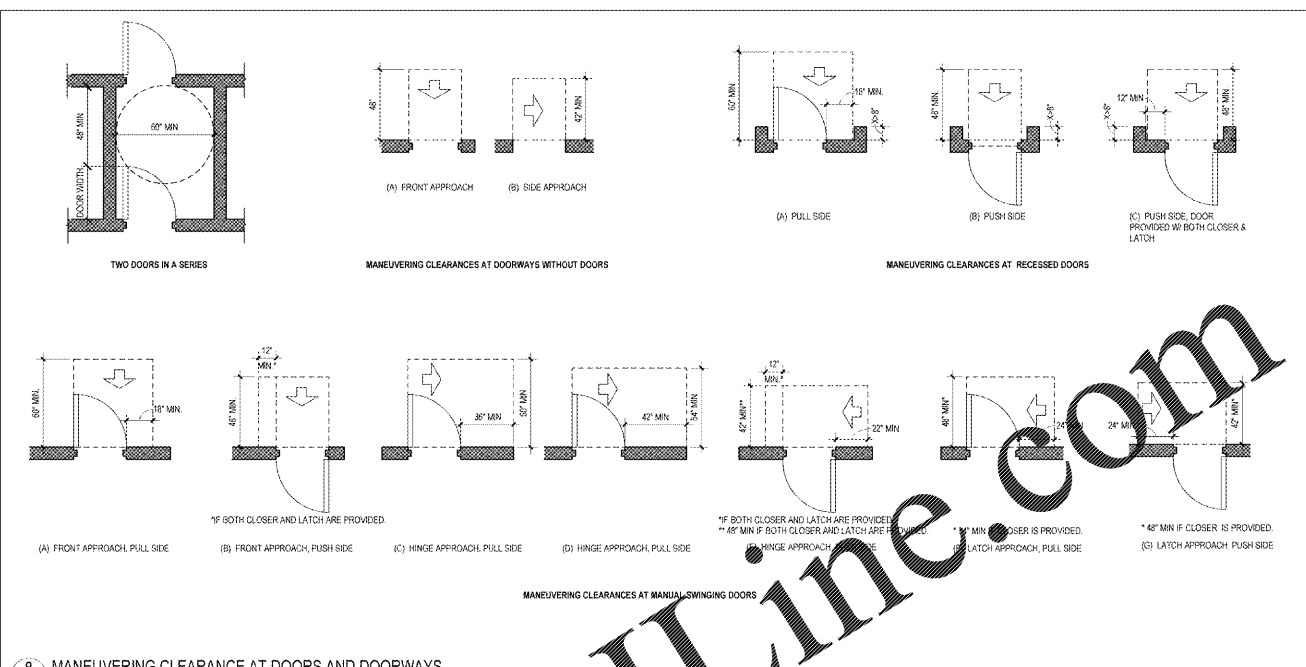 48" MIN
60" MIN
DOOR WIDTH
TWO DOORS IN A SERIES
48"
42" MIN
(A) FRONT APPROACH
(B) SIDE APPROACH
MANEUVERING CLEARANCES AT DOORWAYS WITHOUT DOORS
60" MIN
18" MIN.
X>8"
(A) PULL SIDE
48" MIN
X>8"
(B) PUSH SIDE
X>8"
12" MIN
48" MIN
(C) PUSH SIDE, DOOR
PROVIDED W/ BOTH CLOSER &
LATCH
MANEUVERING CLEARANCES AT RECESSED DOORS
60" MIN.
18" MIN.
(A) FRONT APPROACH, PULL SIDE
12"
MIN.*
48" MIN.
*IF BOTH CLOSER AND LATCH ARE PROVIDED.
(B) FRONT APPROACH, PUSH SIDE
36" MIN
60" MIN
(C) HINGE APPROACH, PULL SIDE
42" MIN
54" MIN
(D) HINGE APPROACH, PULL SIDE
12"
MIN.*
42" MIN**
22" MIN
*IF BOTH CLOSER AND LATCH ARE PROVIDED
** 48" MIN IF BOTH CLOSER AND LATCH ARE PROVIDED.
HINGE APPROACH, SIDE
48" MIN*
24" MIN
MIN CLOSER IS PROVIDED.
LATCH APPROACH, PULL SIDE
24" MIN
42" MIN*
* 48" MIN IF CLOSER IS PROVIDED.
(G) LATCH APPROACH PUSH SIDE
MANEUVERING CLEARANCES AT MANUAL SWINGING DOORS
MANEUVERING CLEARANCE AT DOORS AND DOORWAYS
Line.com